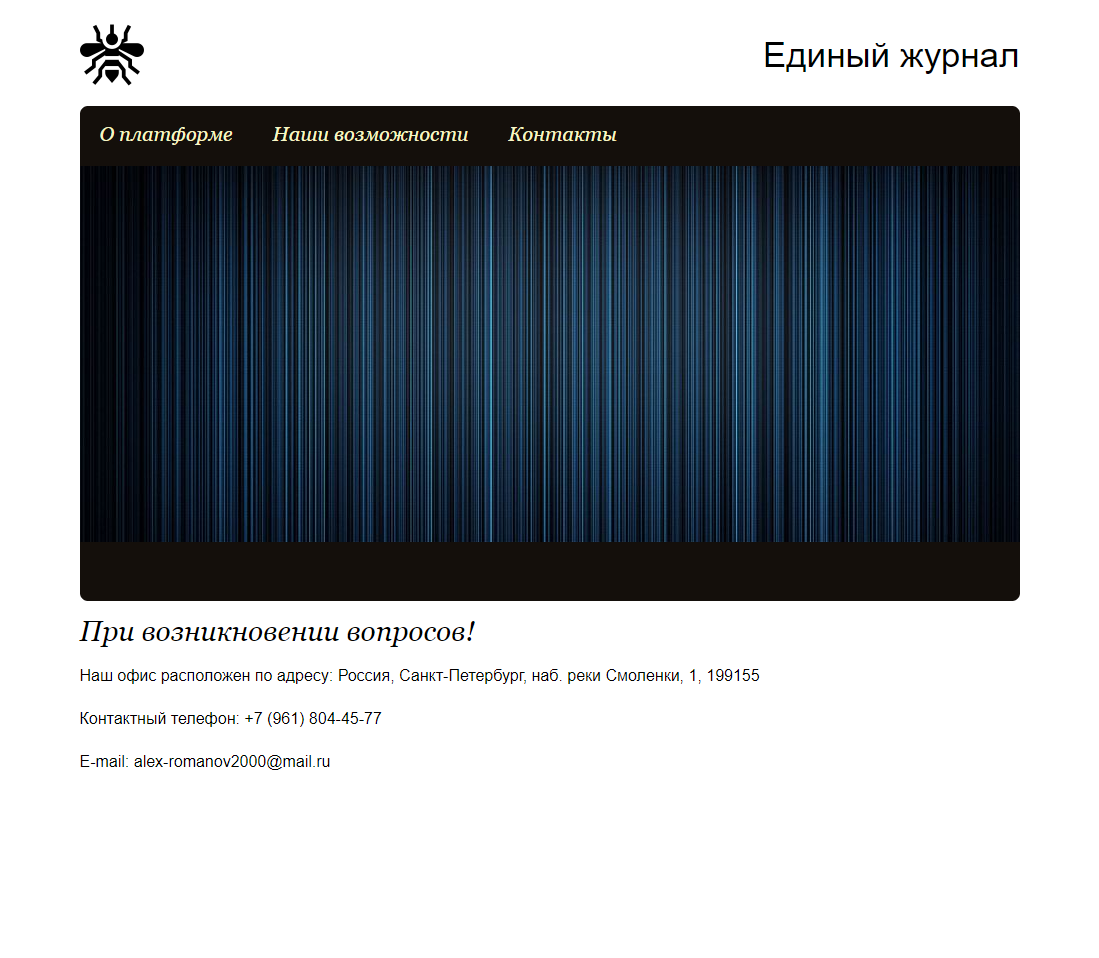 Единый журнал
О платформе Наши возможности Контакты
При возникновении вопросов!
Наш офис расположен по адресу: Россия, Санкт-Петербург, наб. реки Смоленки, 1, 199155
Контактный телефон: +7 (961) 804-45-77
E-mail: alex-romanov2000@mail.ru